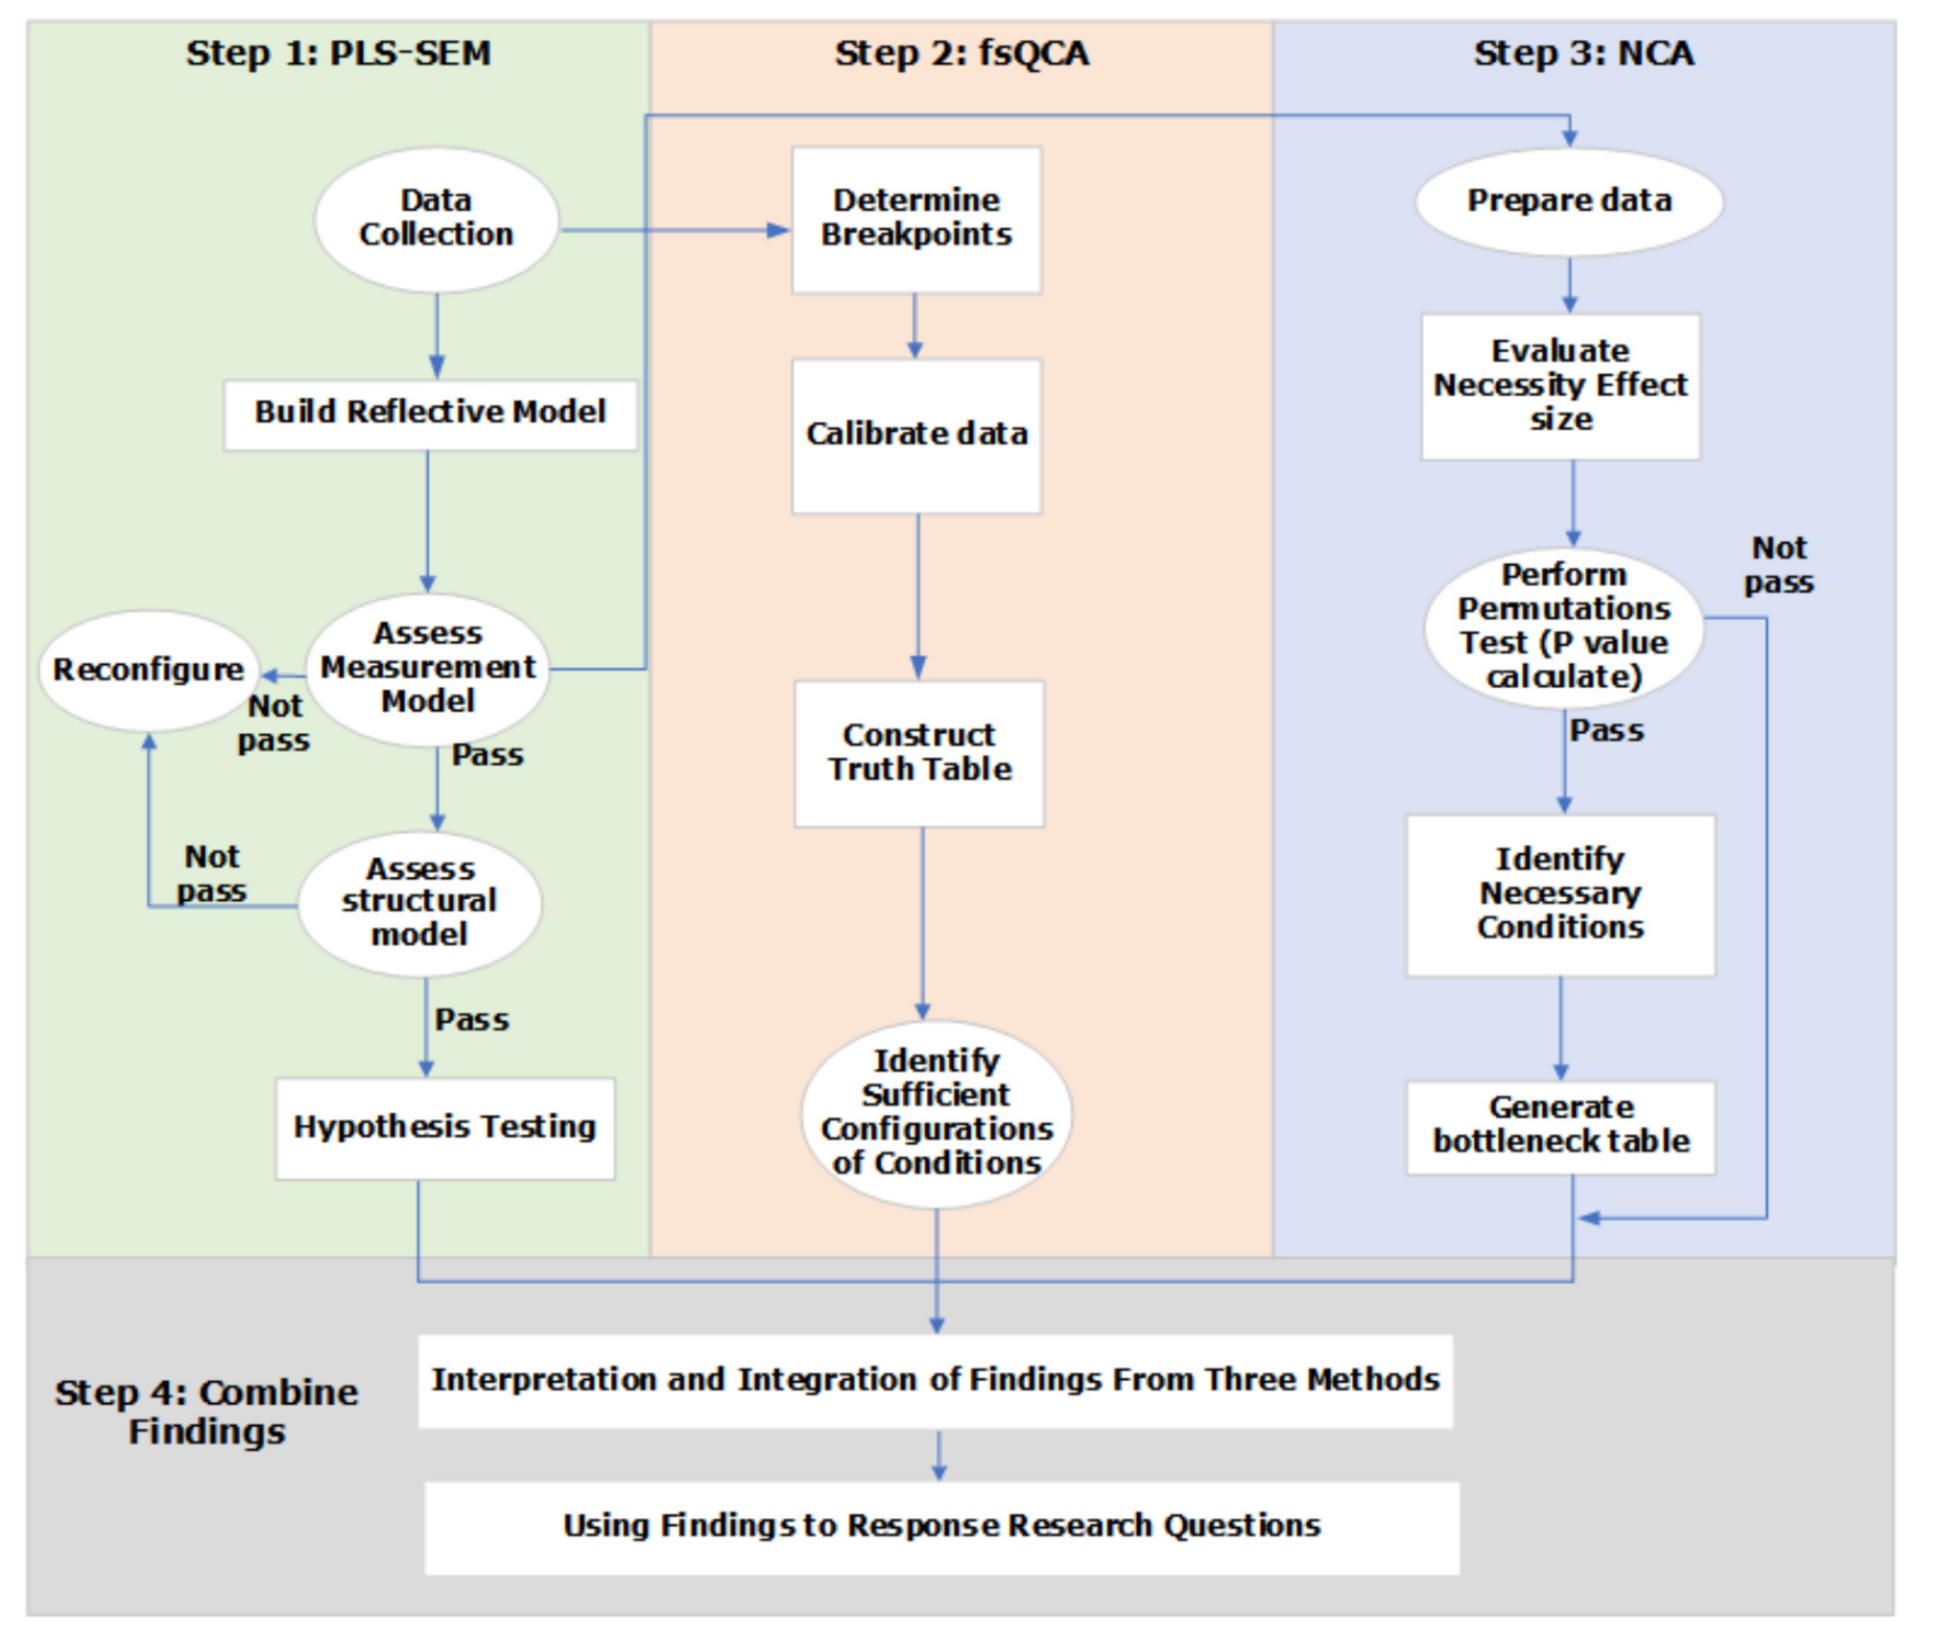 Step 1: PLS-SEM
Data
Collection
Build Reflective Model
Assess
Measurement
Model
Reconfigure
Not
pass
Pass
Assess
structural
model
Not
pass
Pass
Hypothesis Testing
Step 2: fsQCA
Determine
Breakpoints
Calibrate data
Construct
Truth Table
Identify
Sufficient
Configurations
of Conditions
Step 3: NCA
Prepare data
Evaluate
Necessity Effect
size
Perform
Permutations
Test (P value
calculate)
Not
pass
Pass
Identify
Necessary
Conditions
Generate
bottleneck table
Step 4: Combine
Findings
Interpretation and Integration of Findings From Three Methods
Using Findings to Response Research Questions